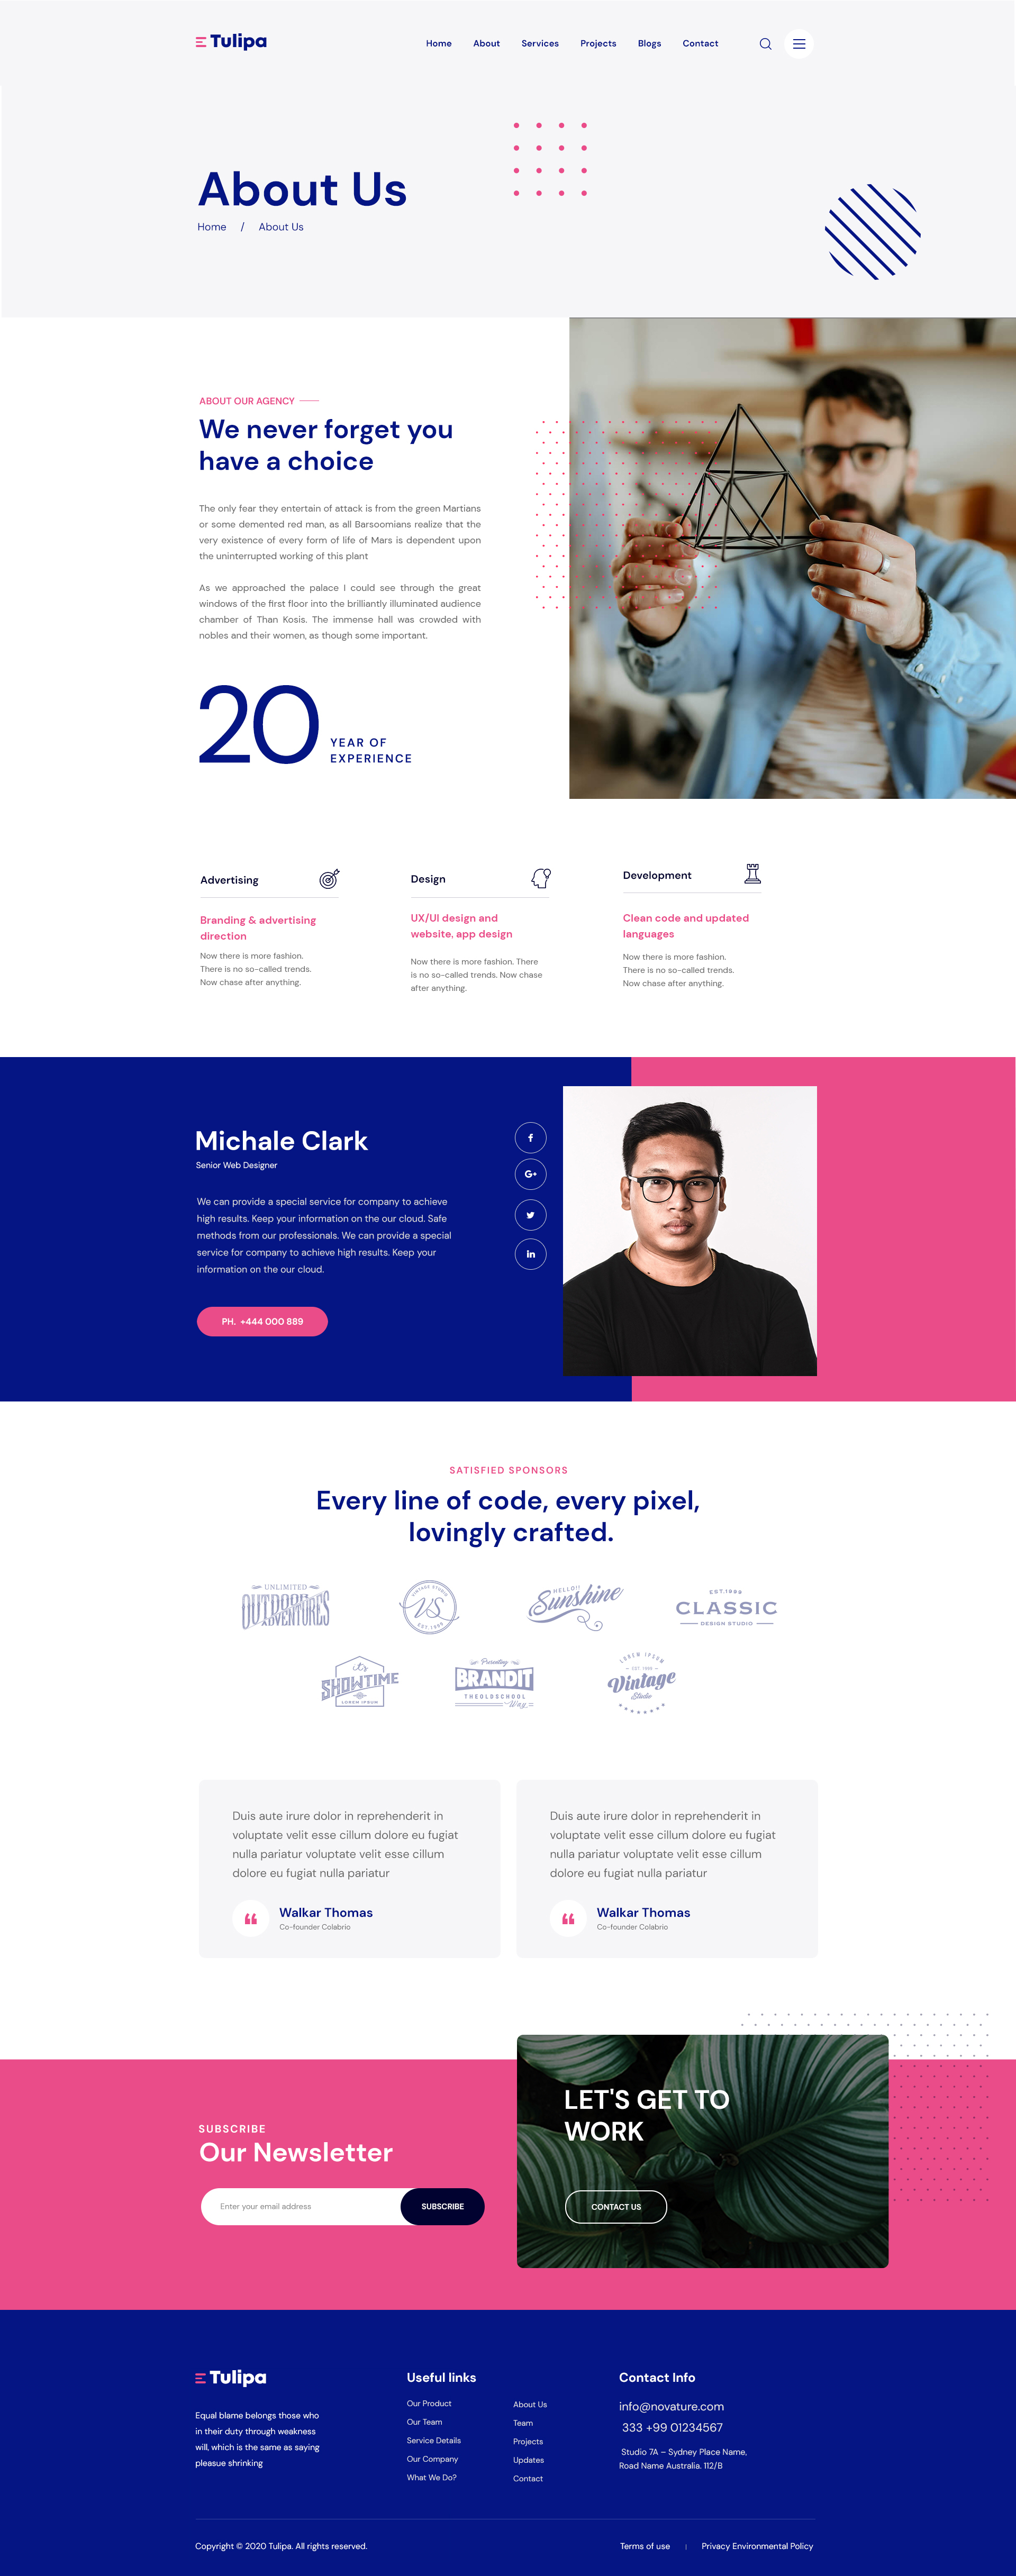 Tulipa
Home About Services Projects Blogs Contact
About Us
Home / About Us
ABOUT OUR AGENCY
We never forget you
have a choice
The only fear they entertain of attack is from the green Martians
or some demented red man, as all Barsoomians realize that the
very existence of every form of life of Mars is dependent upon
the uninterrupted working of this plant
As we approached the palace I could see through the great
windows of the first floor into the brilliantly illuminated audience
chamber of Than Kosis. The immense hall was crowded with
nobles and their women, as though some important.
20
YEAR OF
EXPERIENCE
Advertising
Branding & advertising
direction
Now there is more fashion.
There is no so-called trends.
Now chase after anything.
Design
UX/UI design and
website, app design
Now there is more fashion. There
is no so-called trends. Now chase
after anything.
Development
Clean code and updated
languages
Now there is more fashion.
There is no so-called trends.
Now chase after anything.
Michale Clark
Senior Web Designer
We can provide a special service for company to achieve
high results. Keep your information on the our cloud. Safe
methods from our professionals. We can provide a special
service for company to achieve high results. Keep your
information on the our cloud.
PH. +444 000 889
f
G+
in
SATISFIED SPONSORS
Every line of code, every pixel,
lovingly crafted.
UNLIMITED
OUTDOOR
ADVENTURES
VINTAGE STUDIO
VS
EST. 1990
HELLO!!
Sunshine
EST.1999
CLASSIC
DESIGN STUDIO
it's
SHOWTIME
LOREM IPSUM
Presenting
BRANDIT
THEOLDSCHOOL
Way
LOREM IPSUM
EST. 1990
Vintage
Studio
Duis aute irure dolor in reprehenderit in
voluptate velit esse cillum dolore eu fugiat
nulla pariatur voluptate velit esse cillum
dolore eu fugiat nulla pariatur
Walkar Thomas
Co-founder Colabrio
Duis aute irure dolor in reprehenderit in
voluptate velit esse cillum dolore eu fugiat
nulla pariatur voluptate velit esse cillum
dolore eu fugiat nulla pariatur
Walkar Thomas
Co-founder Colabrio
SUBSCRIBE
Our Newsletter
Enter your email address
SUBSCRIBE
LET'S GET TO
WORK
CONTACT US
Tulipa
Equal blame belongs those who
in their duty through weakness
will, which is the same as saying
pleasue shrinking
Useful links
Our Product
Our Team
Service Details
Our Company
What We Do?
About Us
Team
Projects
Updates
Contact
Contact Info
info@novature.com
333 +99 01234567
Studio 7A – Sydney Place Name,
Road Name Australia. 112/B
Copyright © 2020 Tulipa. All rights reserved.
Terms of use | Privacy Environmental Policy